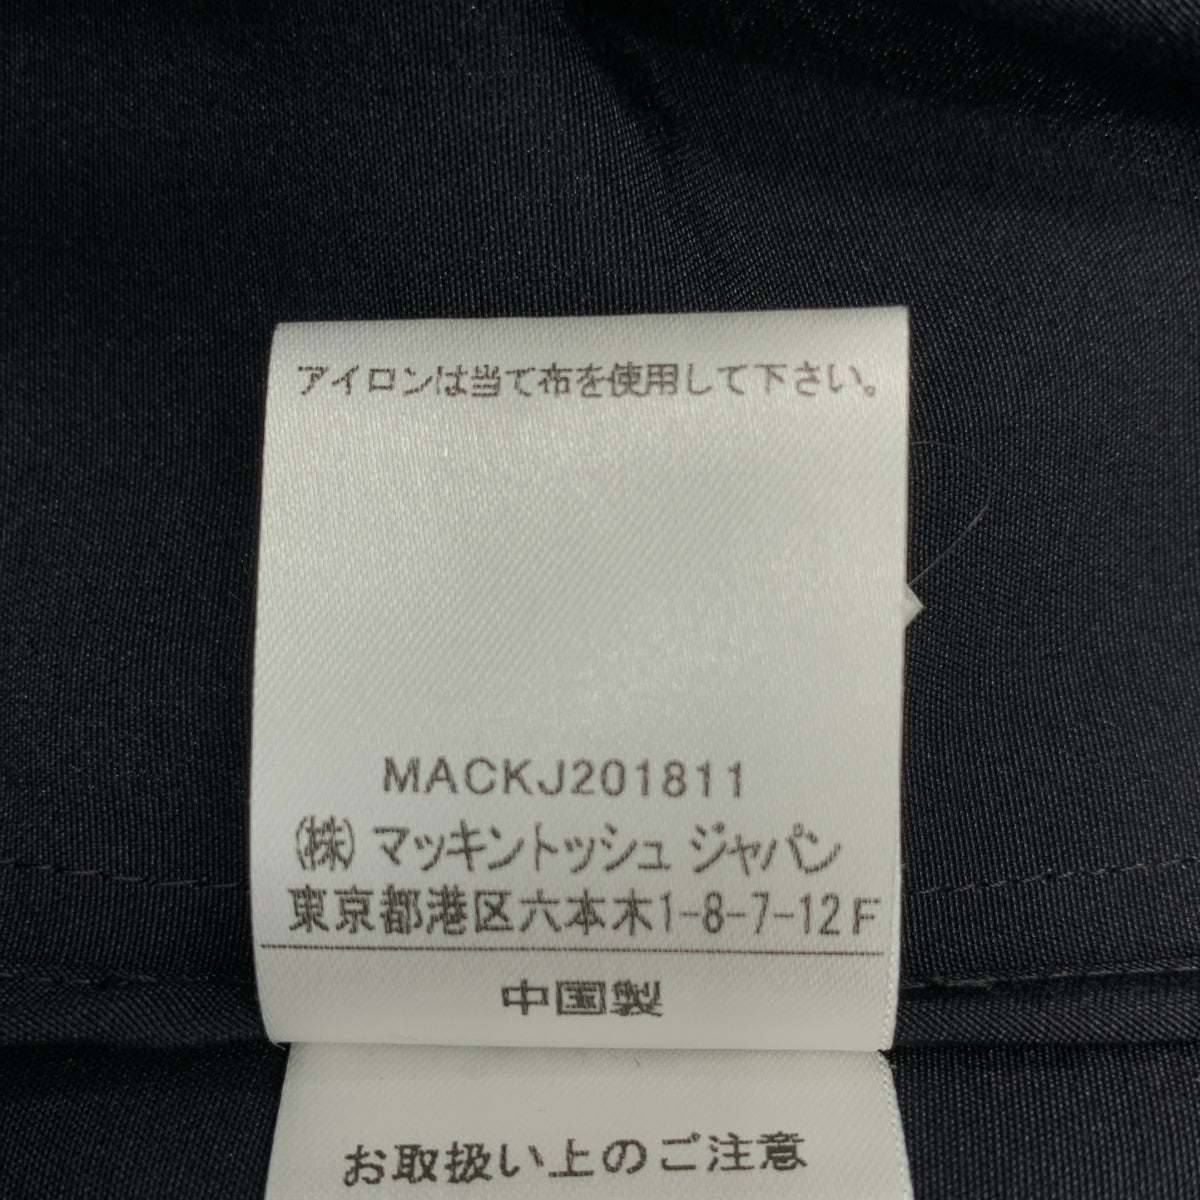 アイロンは当て布を使用して下さい。
MACKJ201811
(株) マッキントッシュ ジャパン
東京都港区六本木1-8-7-12F
中国製
お取扱い上のご注意